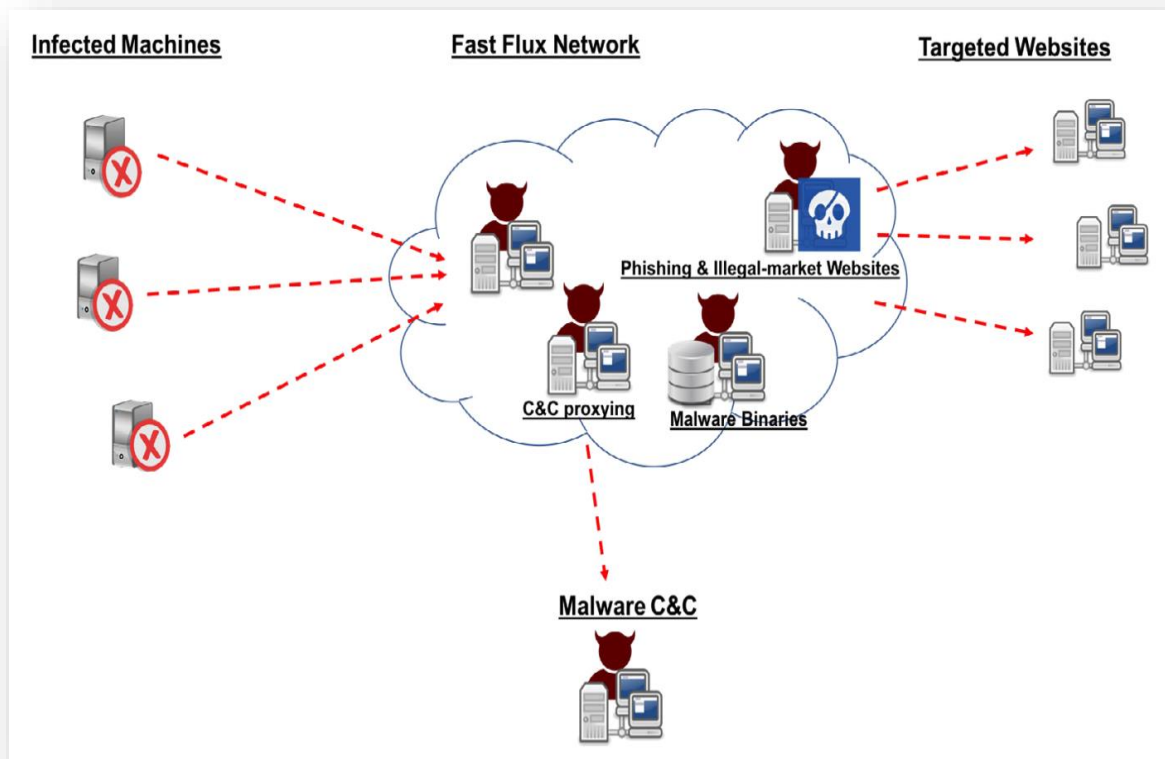 Infected Machines
Fast Flux Network
Targeted Websites
Phishing & Illegal-market Websites
C&C proxying
Malware Binaries
Malware C&C